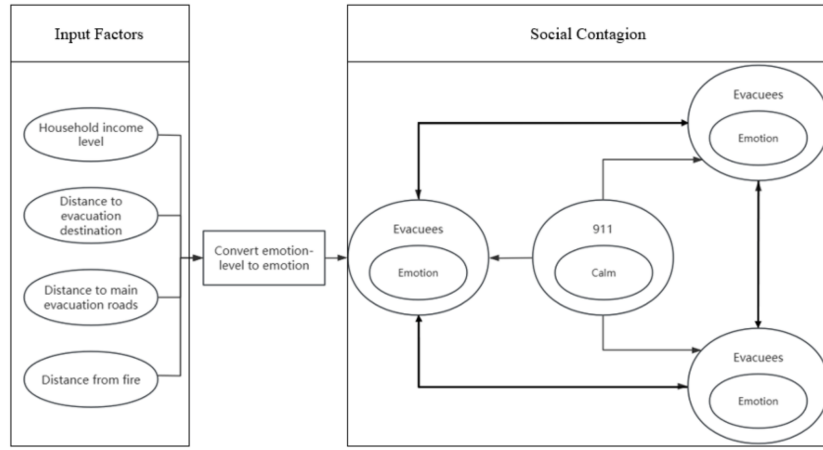 Input Factors
Social Contagion
Household income
level
Distance to
evacuation
destination
Distance to main
evacuation roads
Distance from fire
Convert emotion-
level to emotion
Evacuees
Emotion
911
Calm
Evacuees
Emotion
Evacuees
Emotion